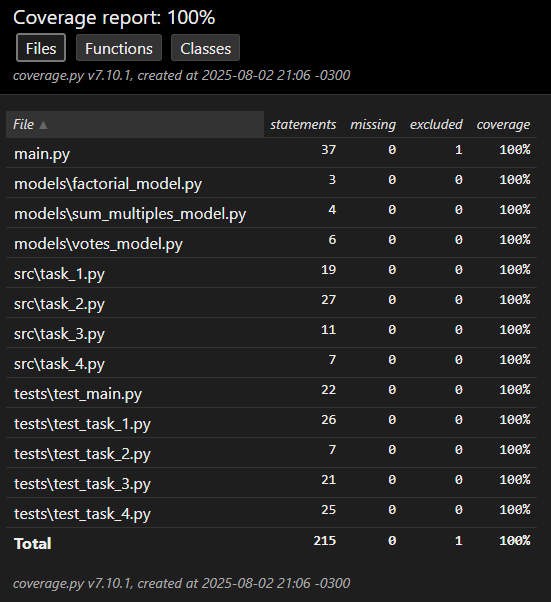 Coverage report: 100%
Files Functions Classes
coverage.py v7.10.1, created at 2025-08-02 21:06 -0300
File ▲ statements missing excluded coverage
main.py 37 0 1 100%
models\factorial_model.py 3 0 0 100%
models\sum_multiples_model.py 4 0 0 100%
models\votes_model.py 6 0 0 100%
src\task_1.py 19 0 0 100%
src\task_2.py 27 0 0 100%
src\task_3.py 11 0 0 100%
src\task_4.py 7 0 0 100%
tests\test_main.py 22 0 0 100%
tests\test_task_1.py 26 0 0 100%
tests\test_task_2.py 7 0 0 100%
tests\test_task_3.py 21 0 0 100%
tests\test_task_4.py 25 0 0 100%
Total 215 0 1 100%
coverage.py v7.10.1, created at 2025-08-02 21:06 -0300